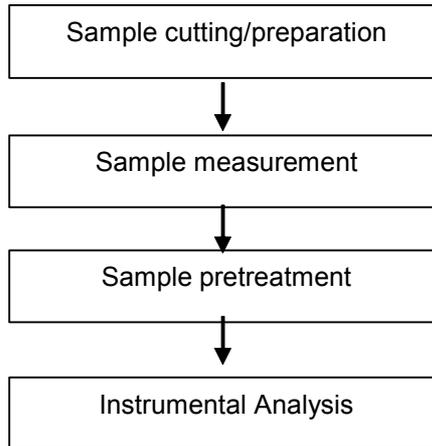 Sample cutting/preparation
Sample measurement
Sample pretreatment
Instrumental Analysis